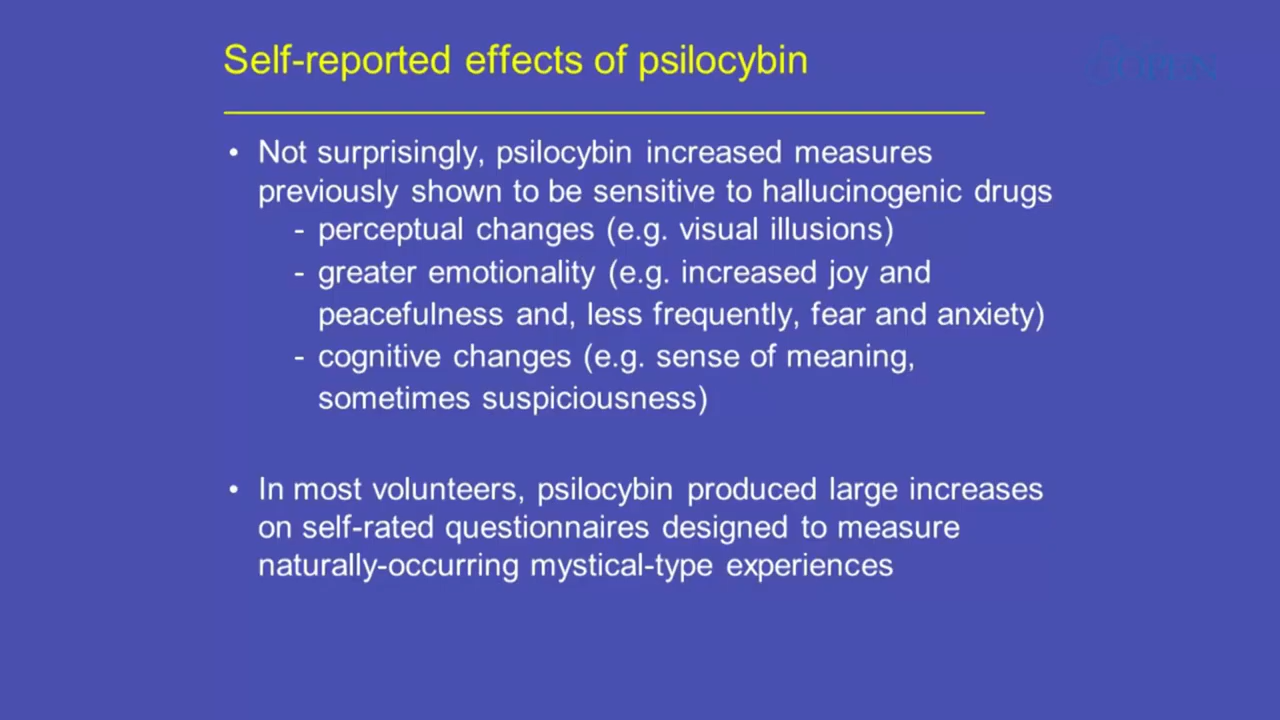 Self-reported effects of psilocybin
• Not surprisingly, psilocybin increased measures
previously shown to be sensitive to hallucinogenic drugs
- perceptual changes (e.g. visual illusions)
- greater emotionality (e.g. increased joy and
peacefulness and, less frequently, fear and anxiety)
- cognitive changes (e.g. sense of meaning,
sometimes suspiciousness)
• In most volunteers, psilocybin produced large increases
on self-rated questionnaires designed to measure
naturally-occurring mystical-type experiences